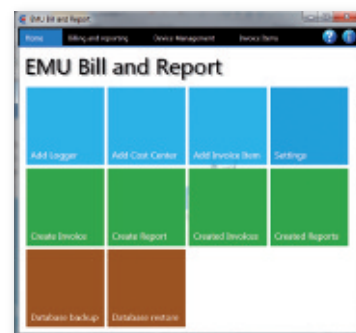 EMU Bill and Report
Home Billing and reporting Device Management Invoice Items
EMU Bill and Report
Add Logger Add Cost Center Add Invoice Item Settings
Create Invoice Create Report Created Invoices Created Reports
Database backup Database restore